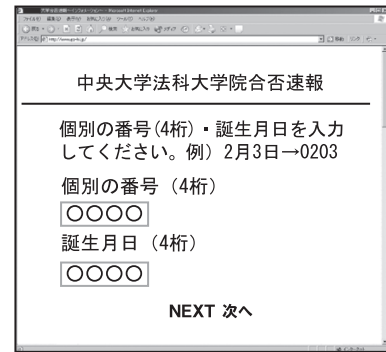 中央大学法科大学院合否速報
個別の番号(4桁)・誕生月日を入力
してください。例）2月3日→0203
個別の番号（4桁）
○○○○
誕生月日（4桁）
○○○○
NEXT 次へ